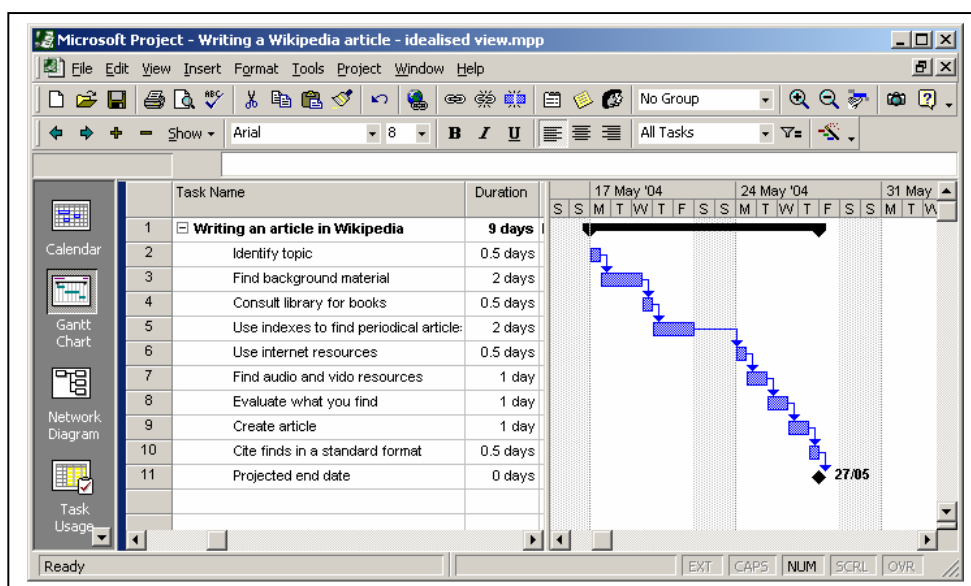 Microsoft Project - Writing a Wikipedia article - idealised view.mpp
File Edit View Insert Format Tools Project Window Help
ABC No Group
Show Arial 8 B I U All Tasks
Task Name Duration 17 May '04 24 May '04 31 May
S S M T W T F S S M T W T F S S M T W
1 Writing an article in Wikipedia 9 days
Calendar
2 Identify topic 0.5 days
3 Find background material 2 days
4 Consult library for books 0.5 days
Gantt Chart
5 Use indexes to find periodical article: 2 days
6 Use internet resources 0.5 days
7 Find audio and vido resources 1 day
8 Evaluate what you find 1 day
Network Diagram
9 Create article 1 day
10 Cite finds in a standard format 0.5 days
11 Projected end date 0 days 27/05
Task Usage
Ready EXT CAPS NUM SCRL OVR